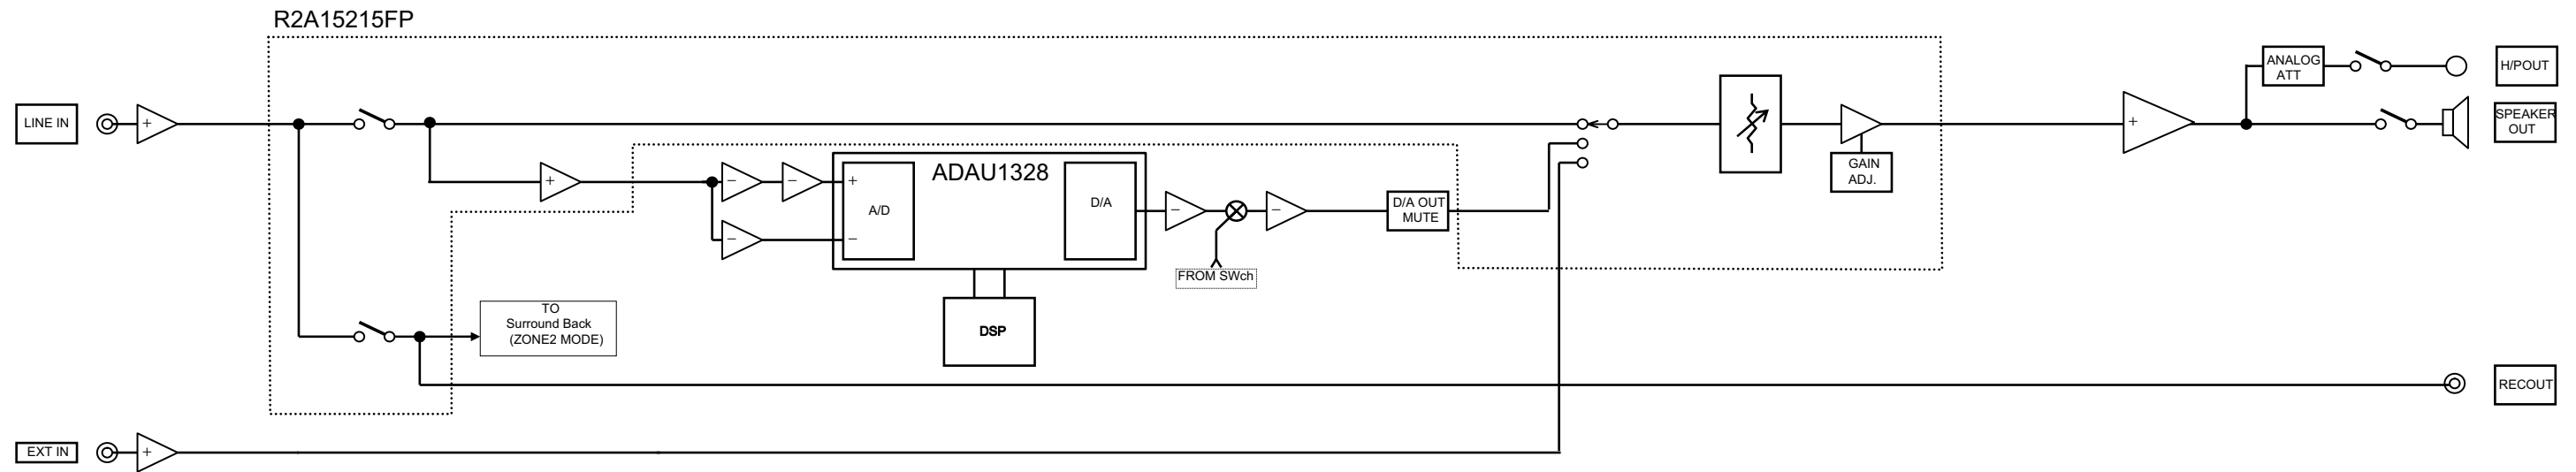 R2A15215FP
ANALOG
ATT
H/POUT
LINE IN
SPEAKER
OUT
+
+
+
−
−
+
−
−
A/D
ADAU1328
D/A
−
−
D/A OUT
MUTE
GAIN
ADJ.
FROM SWch
TO
Surround Back
(ZONE2 MODE)
DSP
RECOUT
EXT IN
+